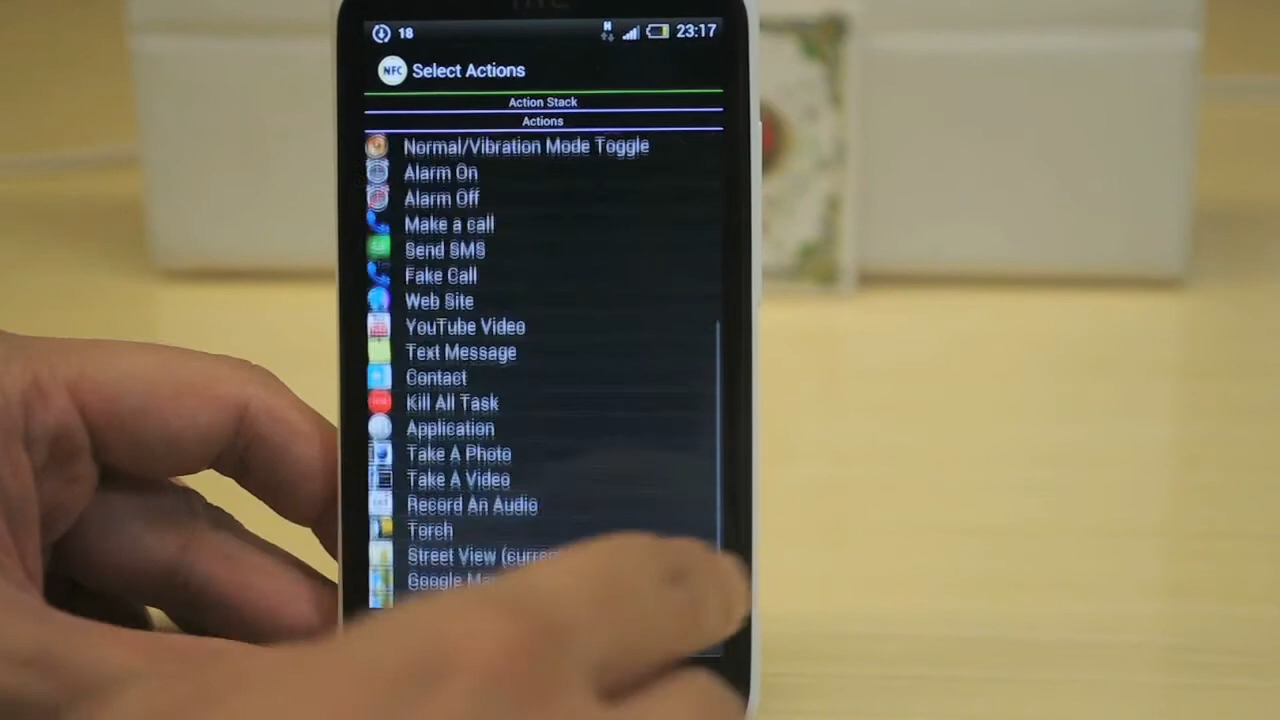 18
H
23:17
NFC
Select Actions
Action Stack
Actions
Normal/Vibration Mode Toggle
Alarm On
Alarm Off
Make a call
Send SMS
Fake Call
Web Site
YouTube Video
Text Message
Contact
Kill All Task
Application
Take A Photo
Take A Video
Record An Audio
Torch
Street View
Google